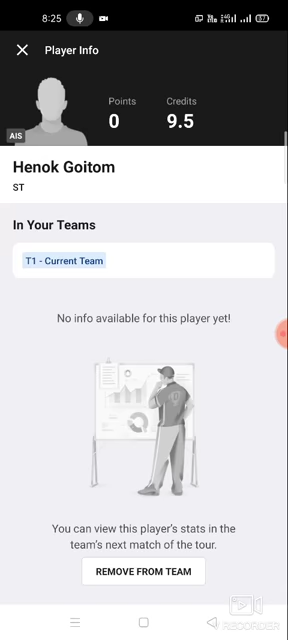 8:25
57
Player Info
Points
Credits
0
9.5
AIS
Henok Goitom
ST
In Your Teams
T1 - Current Team
No info available for this player yet!
You can view this player's stats in the
team's next match of the tour.
REMOVE FROM TEAM
RECORDER